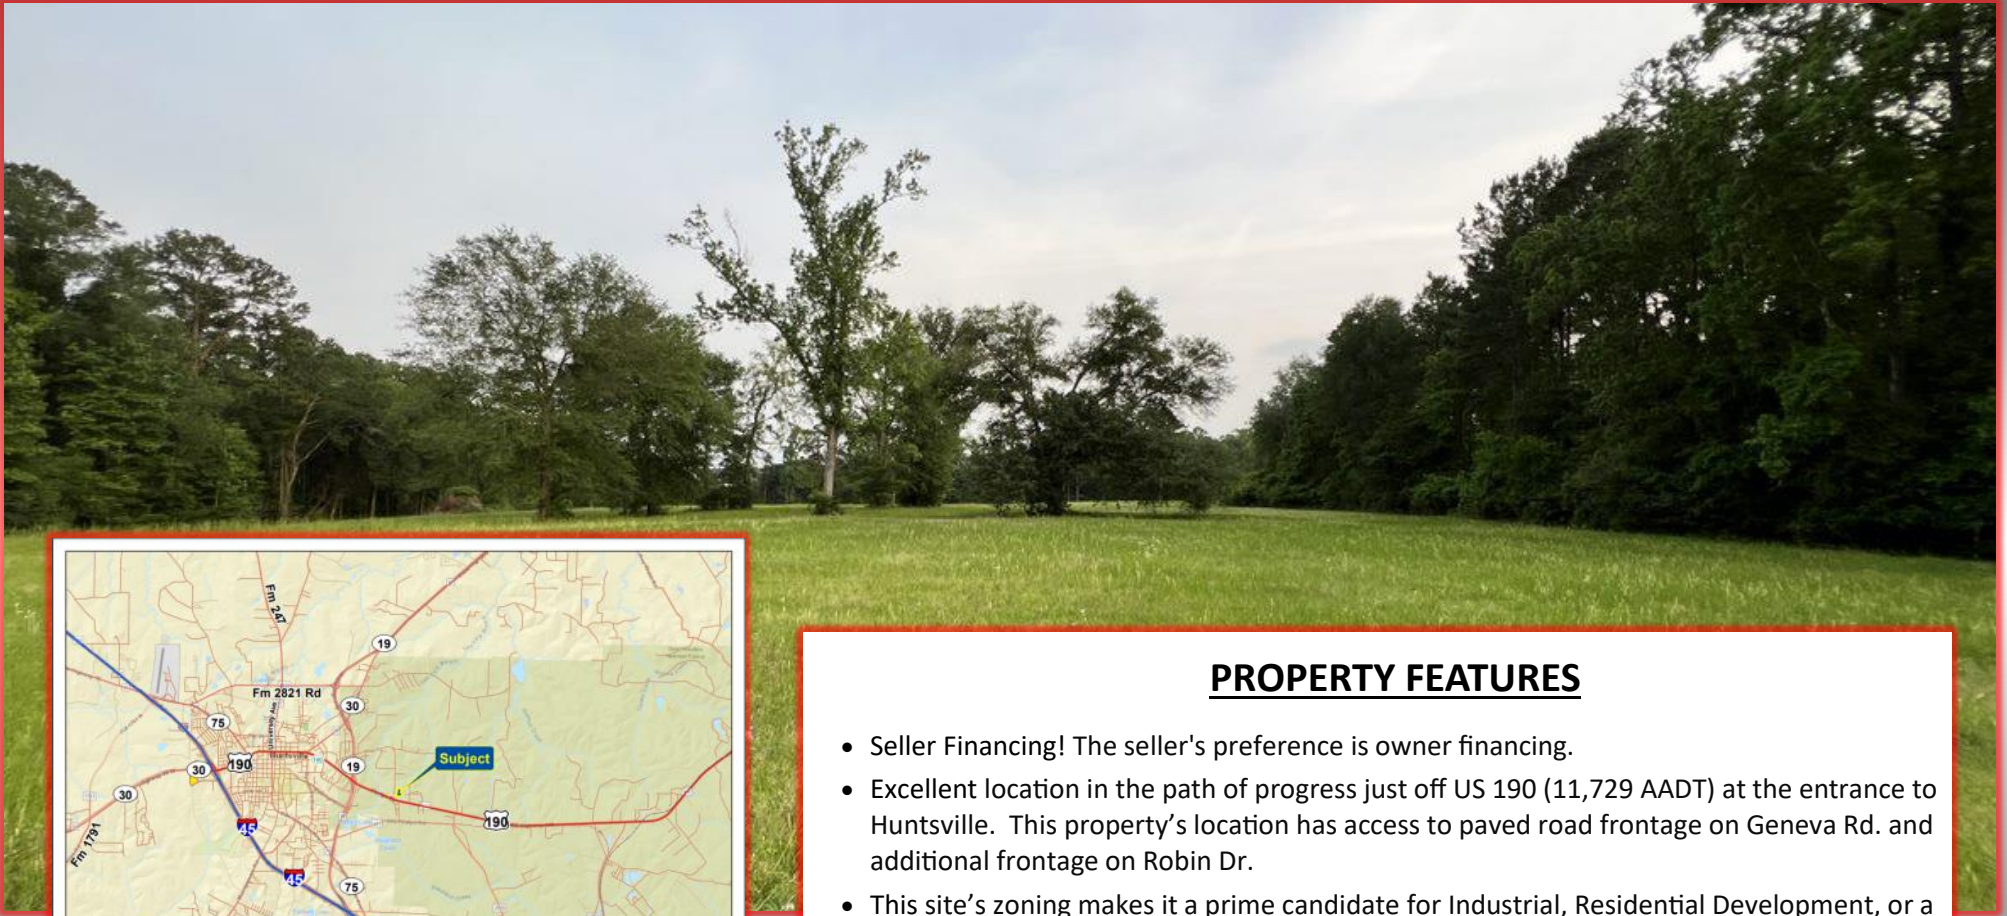 Fm 247
19
Fm 2821 Rd
30
75
University Ave
Subject
190
30
19
30
190
45
Fm 1791
45
75
PROPERTY FEATURES
• Seller Financing! The seller's preference is owner financing.
• Excellent location in the path of progress just off US 190 (11,729 AADT) at the entrance to
Huntsville.  This property’s location has access to paved road frontage on Geneva Rd. and
additional frontage on Robin Dr.
• This site’s zoning makes it a prime candidate for Industrial, Residential Development, or a